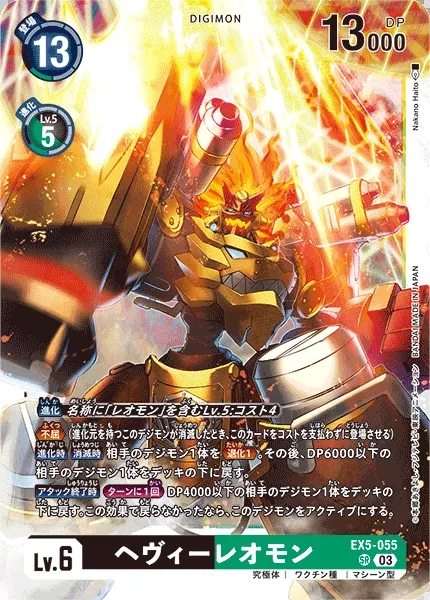 DIGIMON
登場
13
DP
13000
進化
Lv.5
5
Nakano Haito
BANDAI MADE IN JAPAN
進化 名称に「レオモン」を含むLv.5:コスト4
不屈 (進化元を持つこのデジモンが消滅したとき、このカードをコストを支払わずに登場させる)
進化時 消滅時 相手のデジモン1体を 退化1 。その後、DP6000以下の
相手のデジモン1体をデッキの下に戻す。
アタック終了時 ターンに1回 DP4000以下の相手のデジモン1体をデッキの
下に戻す。この効果で戻らなかったなら、このデジモンをアクティブにする。
Lv.6
ヘヴィーレオモン
EX5-055
SR 03
究極体 | ワクチン種 | マシーン型